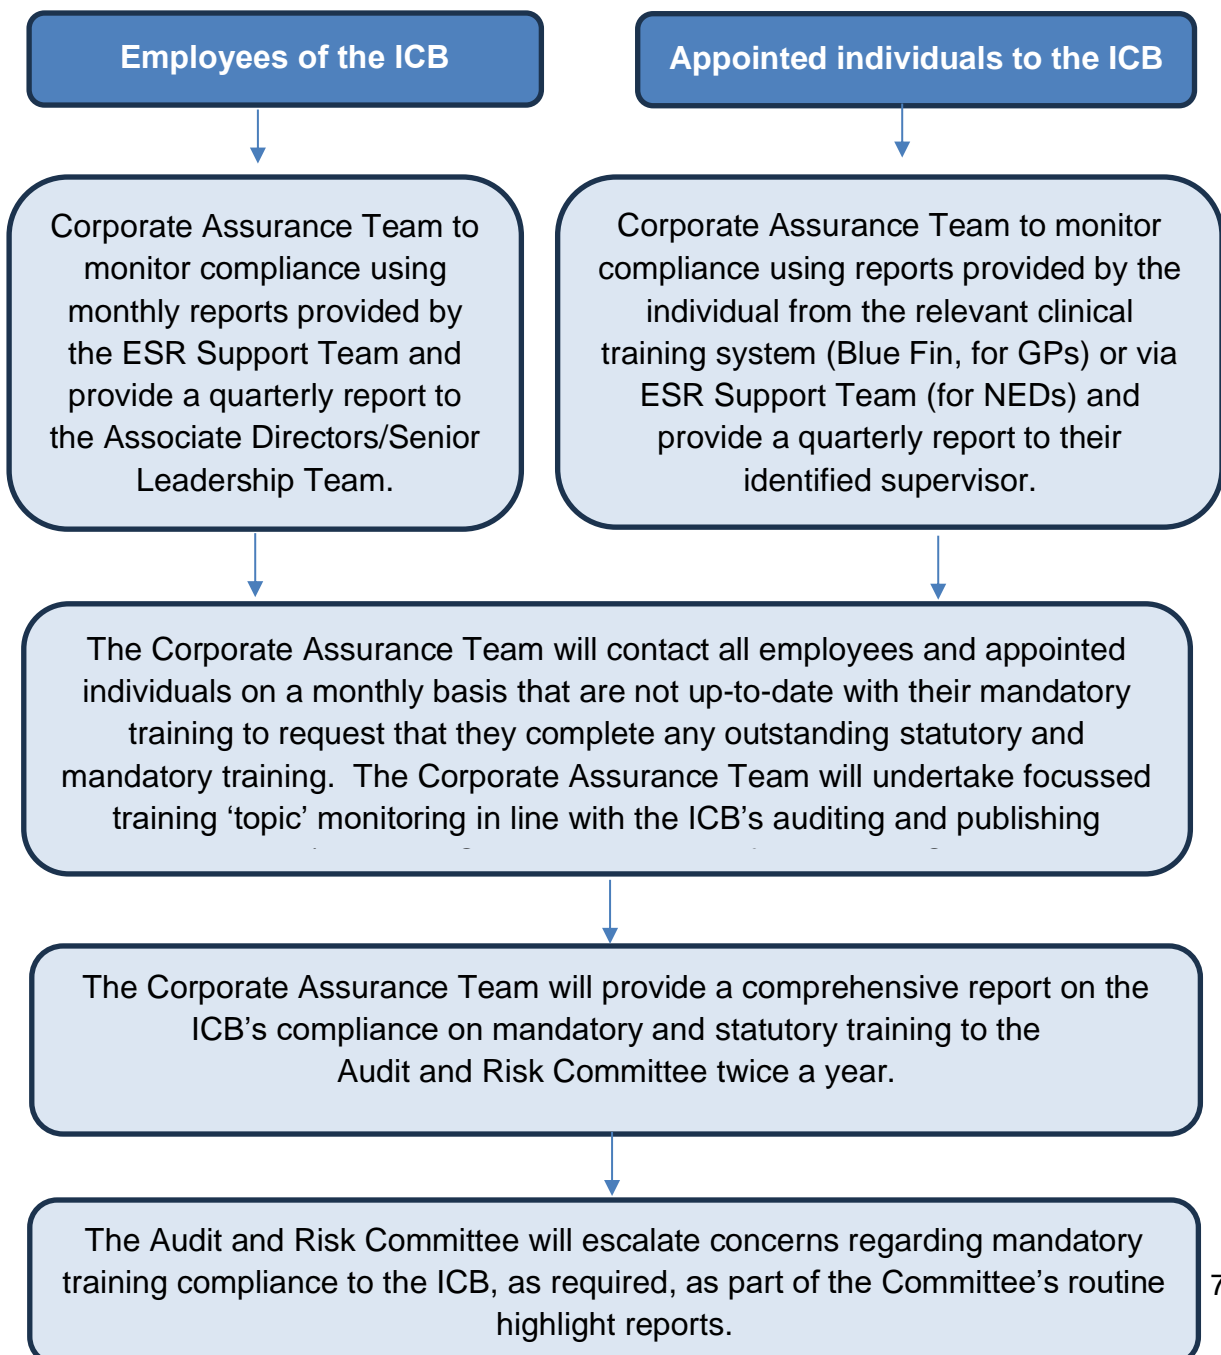 Employees of the ICB
Appointed individuals to the ICB
Corporate Assurance Team to
monitor compliance using
monthly reports provided by
the ESR Support Team and
provide a quarterly report to
the Associate Directors/Senior
Leadership Team.
Corporate Assurance Team to monitor
compliance using reports provided by the
individual from the relevant clinical
training system (Blue Fin, for GPs) or via
ESR Support Team (for NEDs) and
provide a quarterly report to their
identified supervisor.
The Corporate Assurance Team will contact all employees and appointed
individuals on a monthly basis that are not up-to-date with their mandatory
training to request that they complete any outstanding statutory and
mandatory training.  The Corporate Assurance Team will undertake focussed
training ‘topic’ monitoring in line with the ICB’s auditing and publishing
The Corporate Assurance Team will provide a comprehensive report on the
ICB’s compliance on mandatory and statutory training to the
Audit and Risk Committee twice a year.
The Audit and Risk Committee will escalate concerns regarding mandatory
training compliance to the ICB, as required, as part of the Committee’s routine
highlight reports.
7